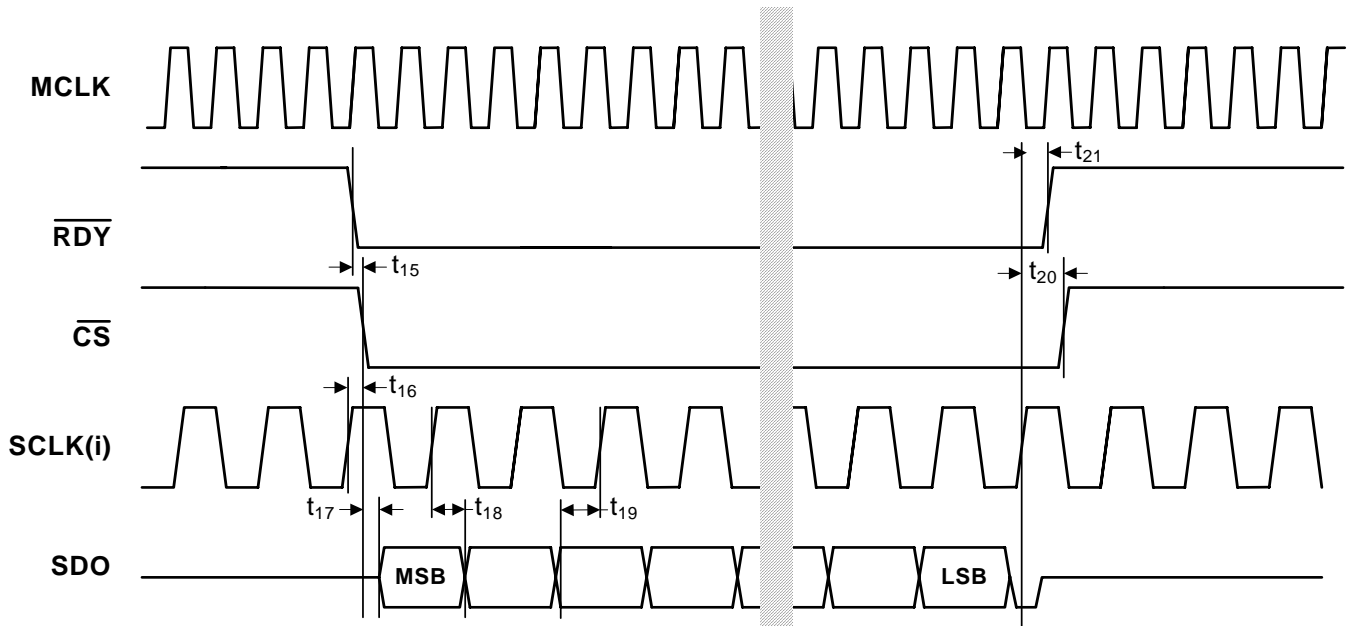 MCLK
t21
RDY
t15
t20
CS
t16
SCLK(i)
t17
t18
t19
SDO
MSB
LSB